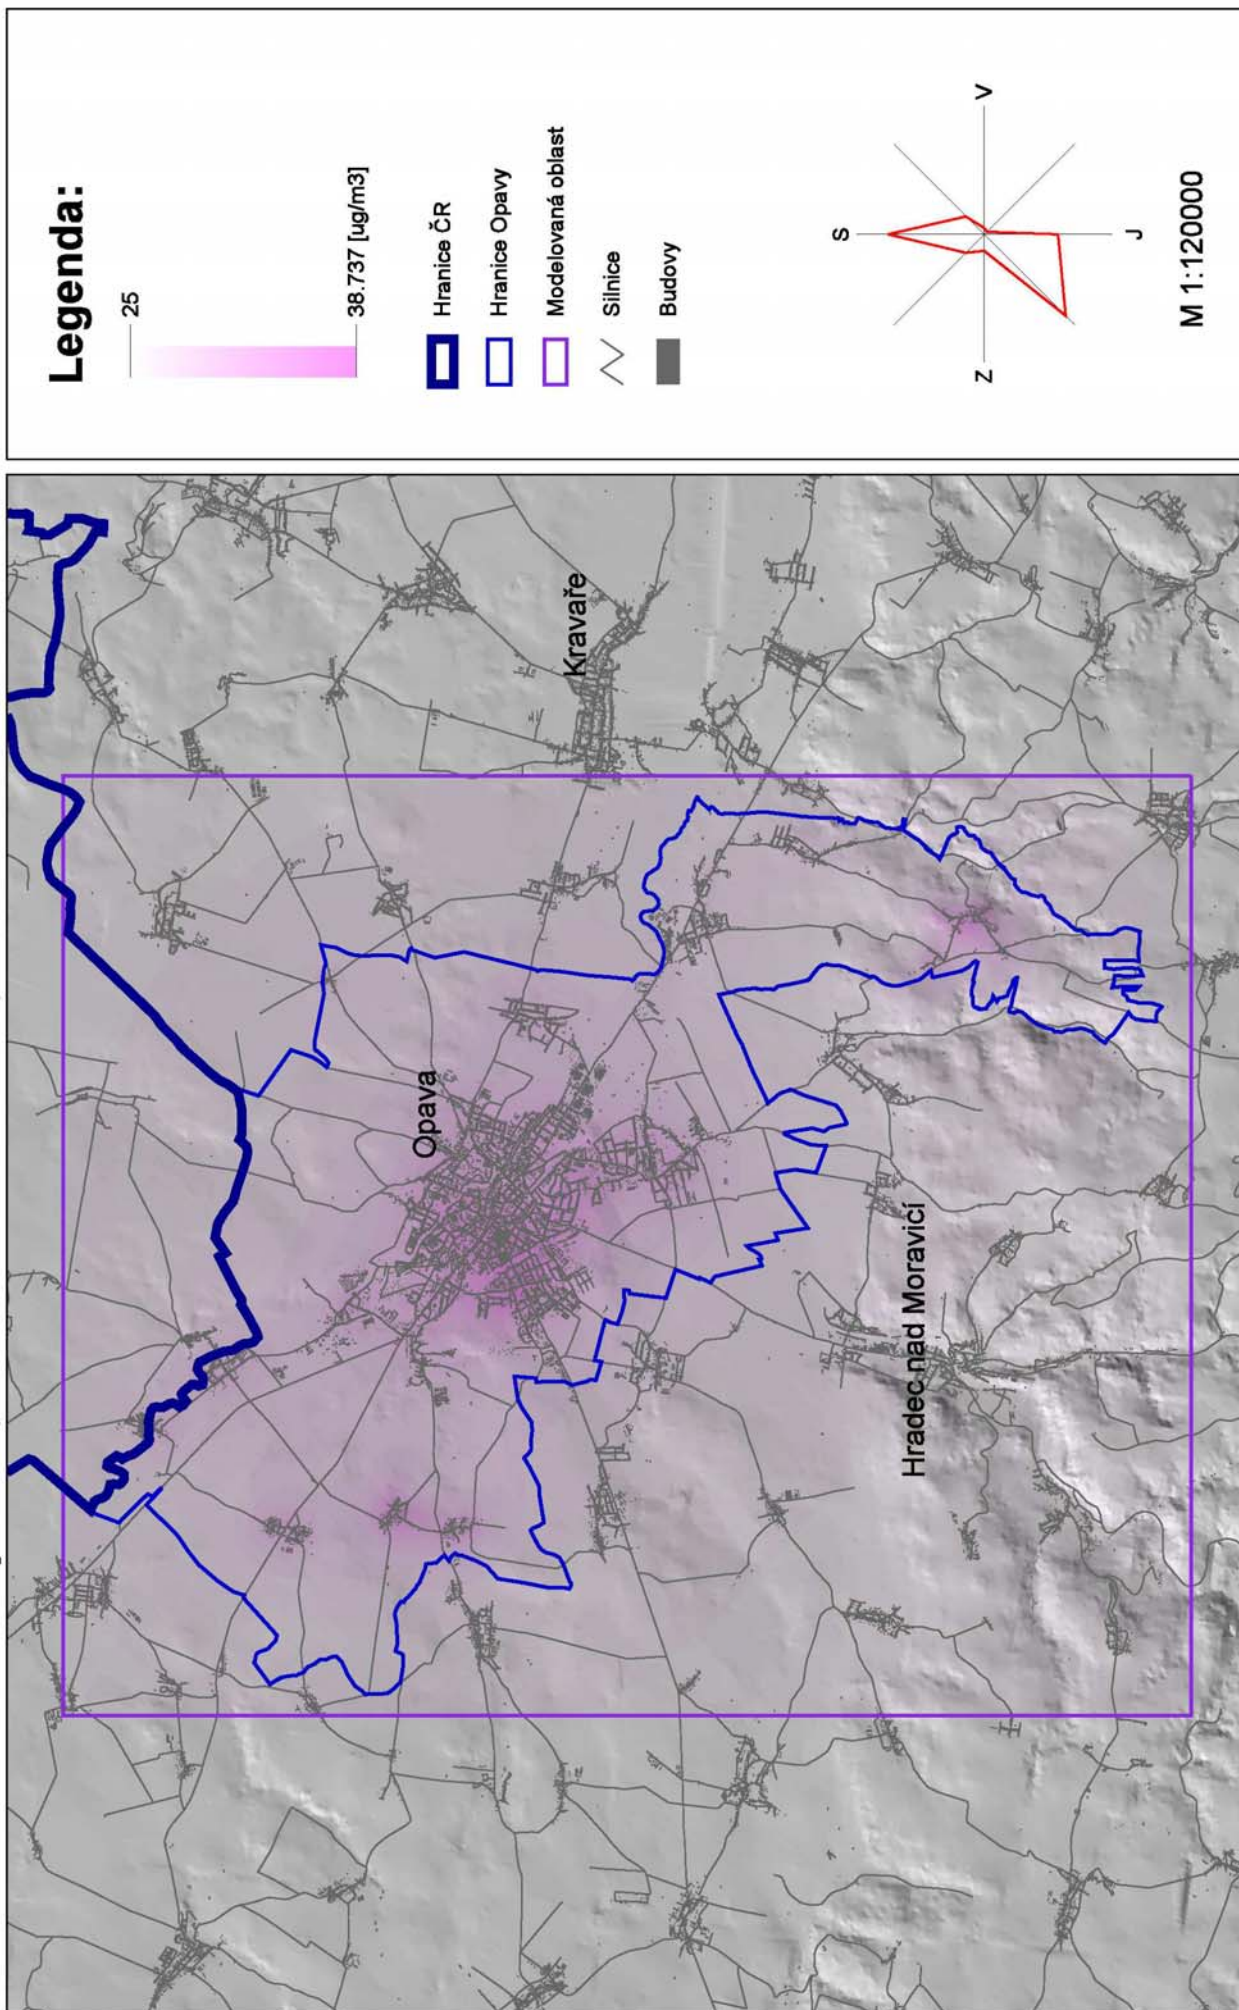 Legenda:
25
38.737 [ug/m3]
Hranice ČR
Hranice Opavy
Modelovaná oblast
Silnice
Budovy
S
V
Z
J
M 1:120000
Opava
Kravaře
Hradec nad Moravicí